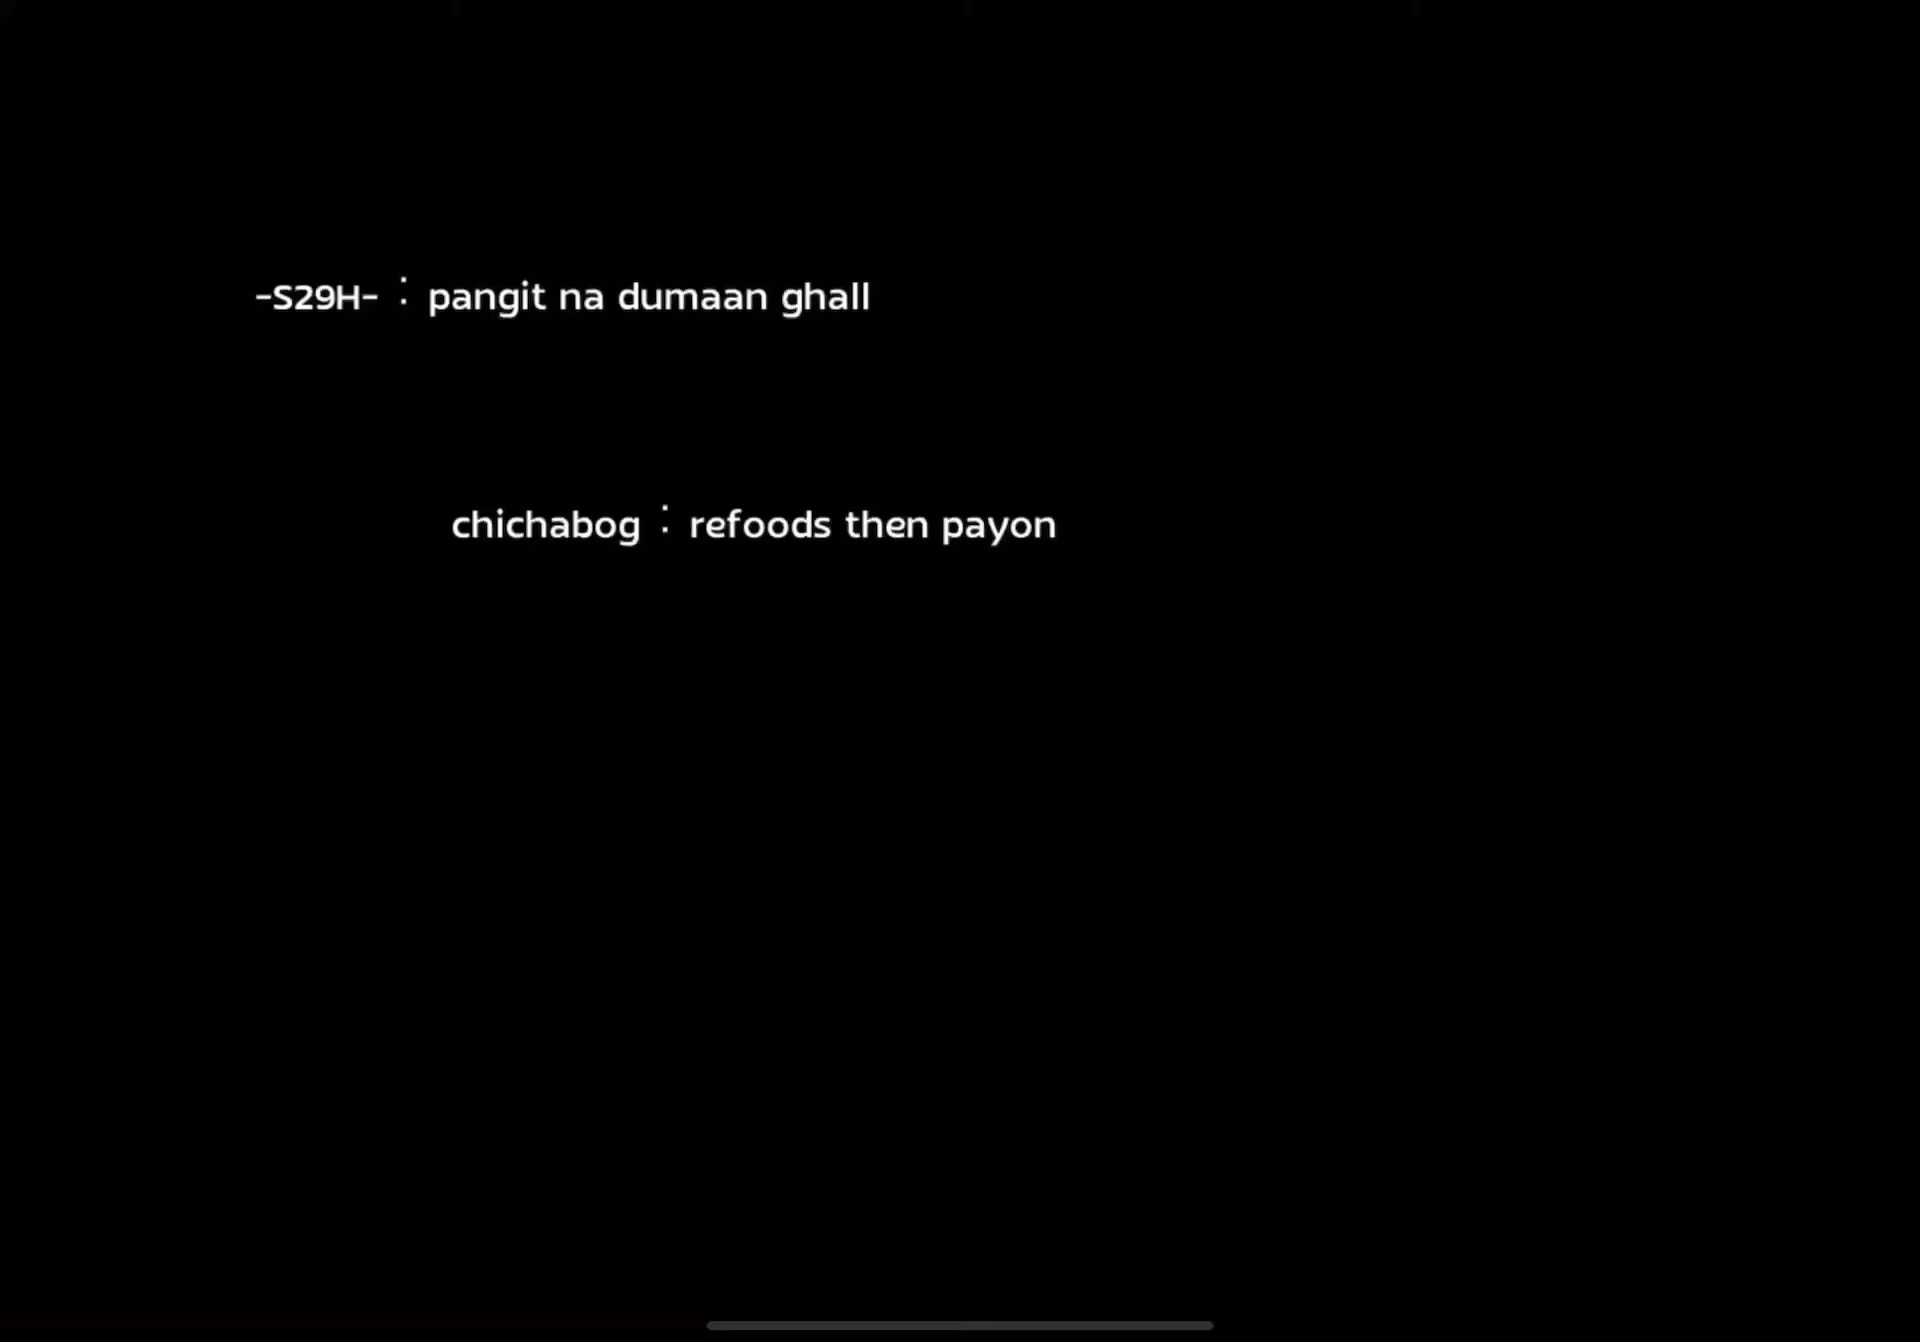 -S29H- : pangit na dumaan ghall
chichabog : refoods then payon